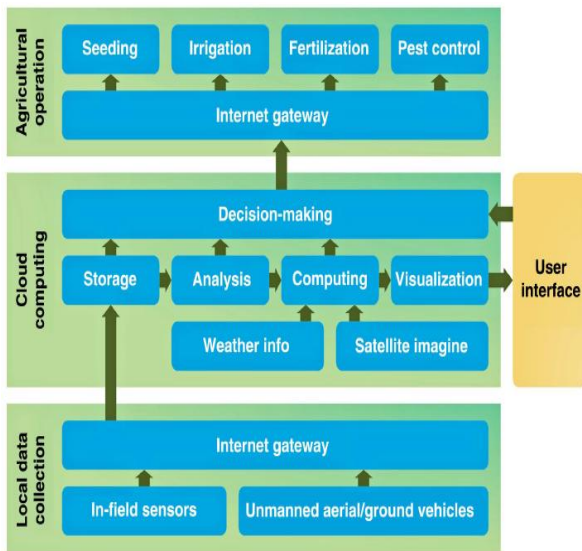 Agricultural
operation
Seeding
Irrigation
Fertilization
Pest control
Internet gateway
Cloud
computing
Decision-making
Storage
Analysis
Computing
Visualization
Weather info
Satellite imagine
User
interface
Local data
collection
Internet gateway
In-field sensors
Unmanned aerial/ground vehicles